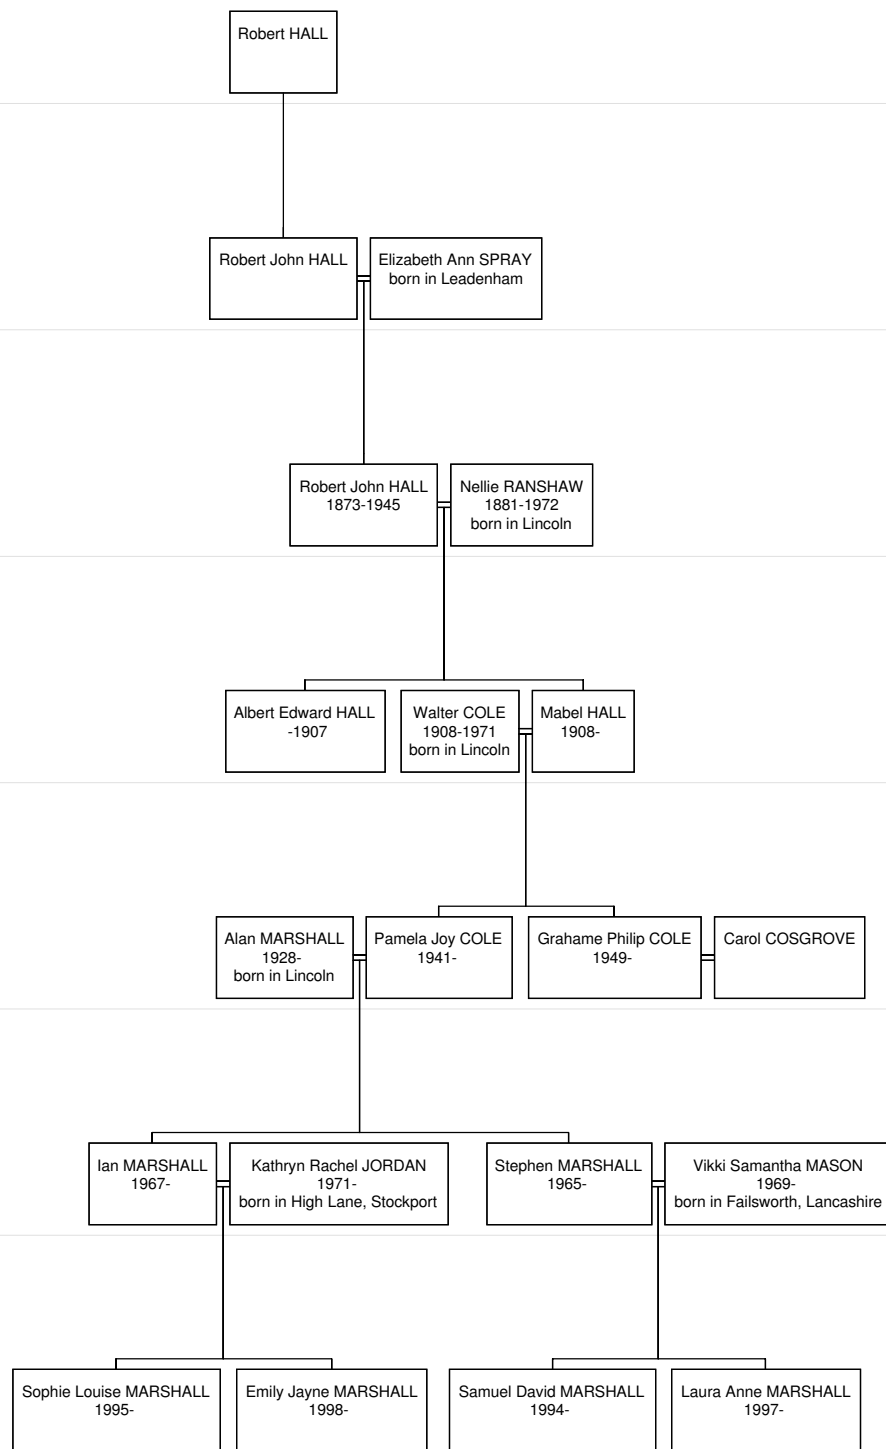 Robert HALL
Robert John HALL
Elizabeth Ann SPRAY
born in Leadenham
Robert John HALL
1873-1945
Nellie RANSHAW
1881-1972
born in Lincoln
Albert Edward HALL
-1907
Walter COLE
1908-1971
born in Lincoln
Mabel HALL
1908-
Alan MARSHALL
1928-
born in Lincoln
Pamela Joy COLE
1941-
Grahame Philip COLE
1949-
Carol COSGROVE
Ian MARSHALL
1967-
Kathryn Rachel JORDAN
1971-
born in High Lane, Stockport
Stephen MARSHALL
1965-
Vikki Samantha MASON
1969-
born in Failsworth, Lancashire
Sophie Louise MARSHALL
1995-
Emily Jayne MARSHALL
1998-
Samuel David MARSHALL
1994-
Laura Anne MARSHALL
1997-